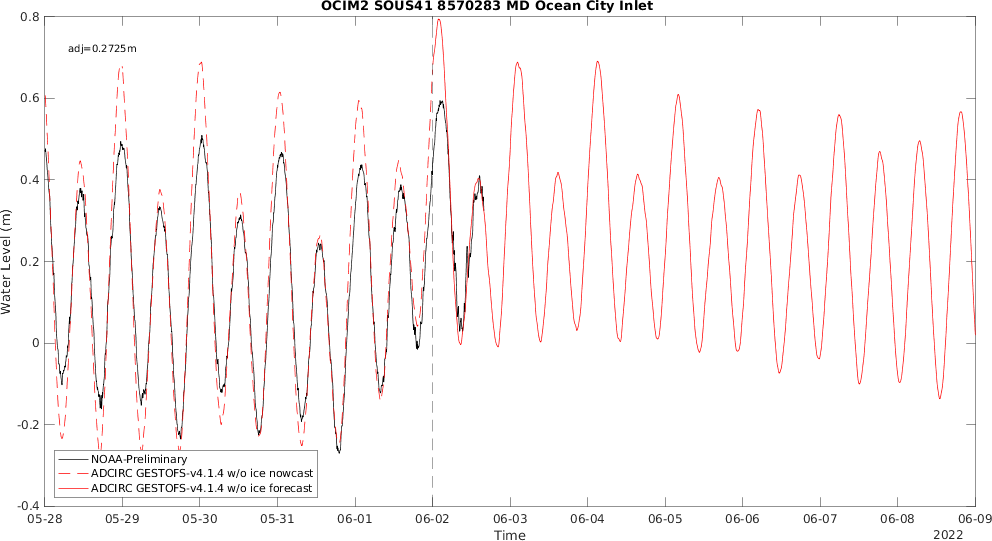 OCIM2 SOUS41 8570283 MD Ocean City Inlet
adj=0.2725m
0.8
0.6
0.4
0.2
0
-0.2
-0.4
Water Level (m)
NOAA-Preliminary
ADCIRC GESTOFS-v4.1.4 w/o ice nowcast
ADCIRC GESTOFS-v4.1.4 w/o ice forecast
05-28 05-29 05-30 05-31 06-01 06-02 06-03 06-04 06-05 06-06 06-07 06-08 06-09
Time
2022